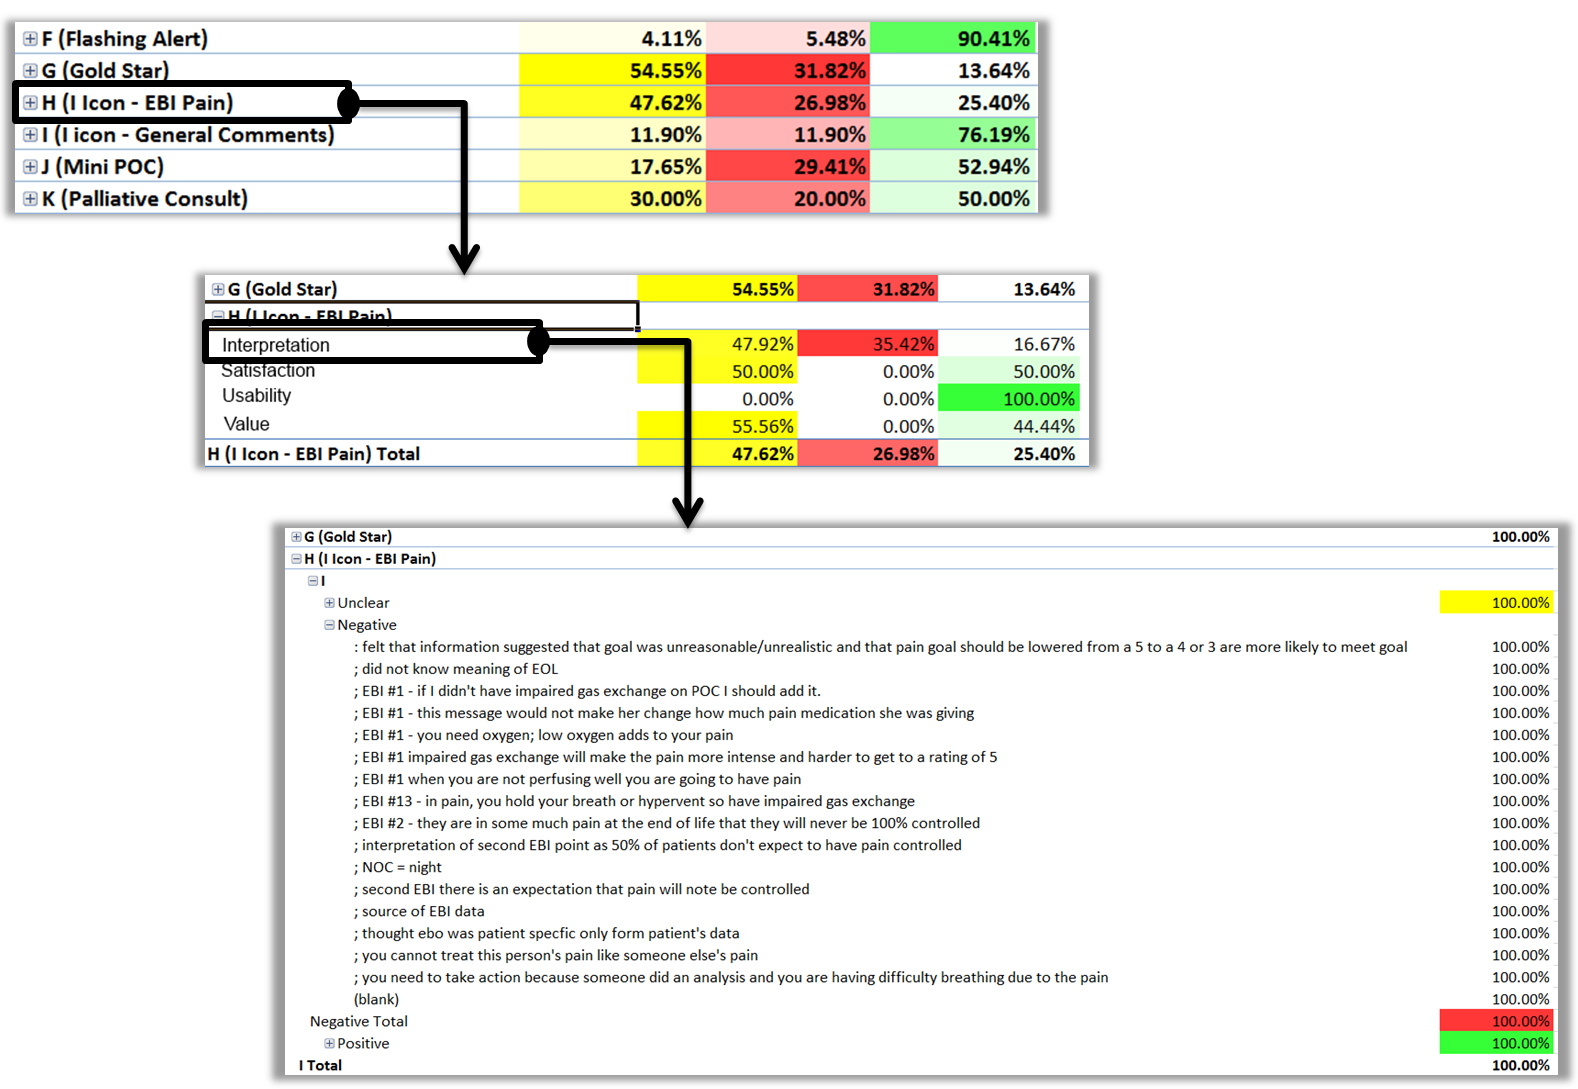 F (Flashing Alert) 4.11% 5.48% 90.41%
G (Gold Star) 54.55% 31.82% 13.64%
H (I Icon - EBI Pain) 47.62% 26.98% 25.40%
I (I icon - General Comments) 11.90% 11.90% 76.19%
J (Mini POC) 17.65% 29.41% 52.94%
K (Palliative Consult) 30.00% 20.00% 50.00%
G (Gold Star) 54.55% 31.82% 13.64%
H (I Icon - EBI Pain)
Interpretation 47.92% 35.42% 16.67%
Satisfaction 50.00% 0.00% 50.00%
Usability 0.00% 0.00% 100.00%
Value 55.56% 0.00% 44.44%
H (I Icon - EBI Pain) Total 47.62% 26.98% 25.40%
G (Gold Star) 100.00%
H (I Icon - EBI Pain)
I
Unclear 100.00%
Negative
: felt that information suggested that goal was unreasonable/unrealistic and that pain goal should be lowered from a 5 to a 4 or 3 are more likely to meet goal 100.00%
; did not know meaning of EOL 100.00%
; EBI #1 - if I didn't have impaired gas exchange on POC I should add it. 100.00%
; EBI #1 - this message would not make her change how much pain medication she was giving 100.00%
; EBI #1 - you need oxygen; low oxygen adds to your pain 100.00%
; EBI #1 impaired gas exchange will make the pain more intense and harder to get to a rating of 5 100.00%
; EBI #1 when you are not perfusing well you are going to have pain 100.00%
; EBI #13 - in pain, you hold your breath or hypervent so have impaired gas exchange 100.00%
; EBI #2 - they are in some much pain at the end of life that they will never be 100% controlled 100.00%
; interpretation of second EBI point as 50% of patients don't expect to have pain controlled 100.00%
; NOC = night 100.00%
; second EBI there is an expectation that pain will note be controlled 100.00%
; source of EBI data 100.00%
; thought ebo was patient specfic only form patient's data 100.00%
; you cannot treat this person's pain like someone else's pain 100.00%
; you need to take action because someone did an analysis and you are having difficulty breathing due to the pain 100.00%
(blank) 100.00%
Negative Total 100.00%
Positive 100.00%
I Total 100.00%